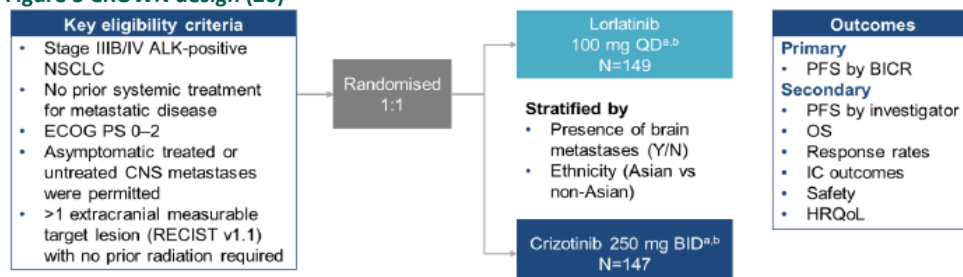 Figure 3 CROWN design (20)
Key eligibility criteria
• Stage IIIB/IV ALK-positive
NSCLC
• No prior systemic treatment
for metastatic disease
• ECOG PS 0–2
• Asymptomatic treated or
untreated CNS metastases
were permitted
• >1 extracranial measurable
target lesion (RECIST v1.1)
with no prior radiation required
Randomised
1:1
Lorlatinib
100 mg QDa,b
N=149
Stratified by
• Presence of brain
metastases (Y/N)
• Ethnicity (Asian vs
non-Asian)
Crizotinib 250 mg BIDa,b
N=147
Outcomes
Primary
• PFS by BICR
Secondary
• PFS by investigator
• OS
• Response rates
• IC outcomes
• Safety
• HRQoL